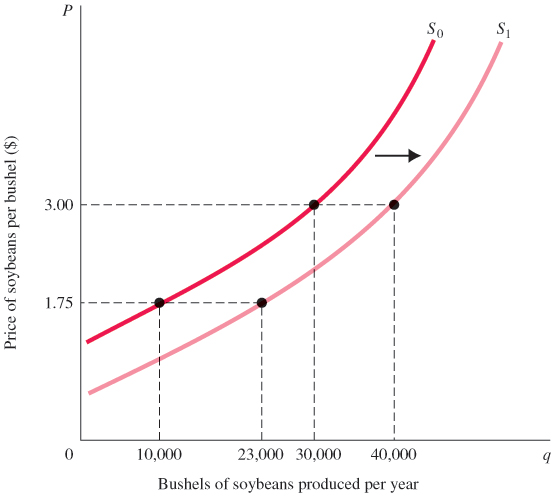 P
S0
S1
Price of soybeans per bushel ($)
3.00
1.75
0
10,000
23,000
30,000
40,000
q
Bushels of soybeans produced per year